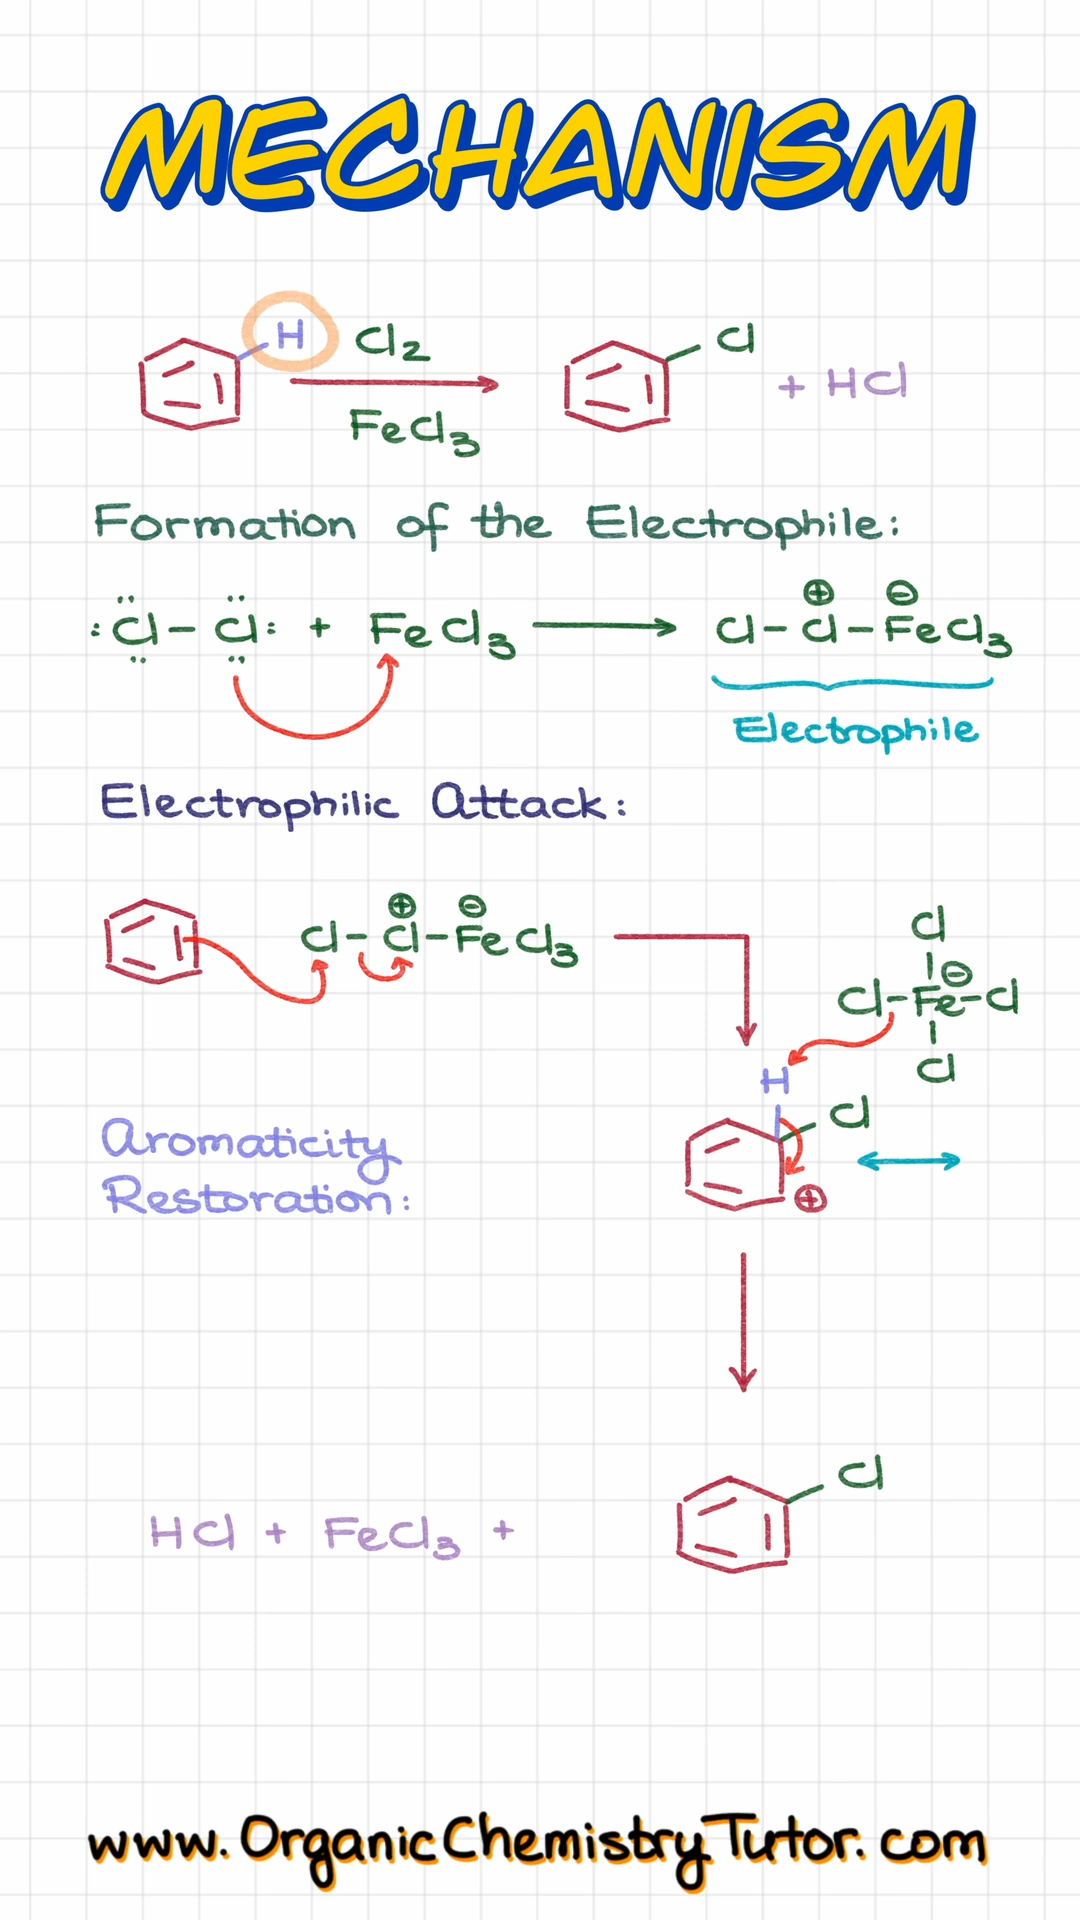 MECHANISM
H Cl2 Cl
FeCl3 + HCl
Formation of the Electrophile:
:Cl-Cl: + FeCl3 ⟶ Cl-Cl-FeCl3
⊕ ⊖
Electrophile
Electrophilic Attack:
⊕ ⊖
Cl-Cl-FeCl3
Cl
Cl-Fe-Cl
⊖
Cl
H
Cl
⊕
Aromaticity
Restoration:
Cl
HCl + FeCl3 +
www.OrganicChemistryTutor.com